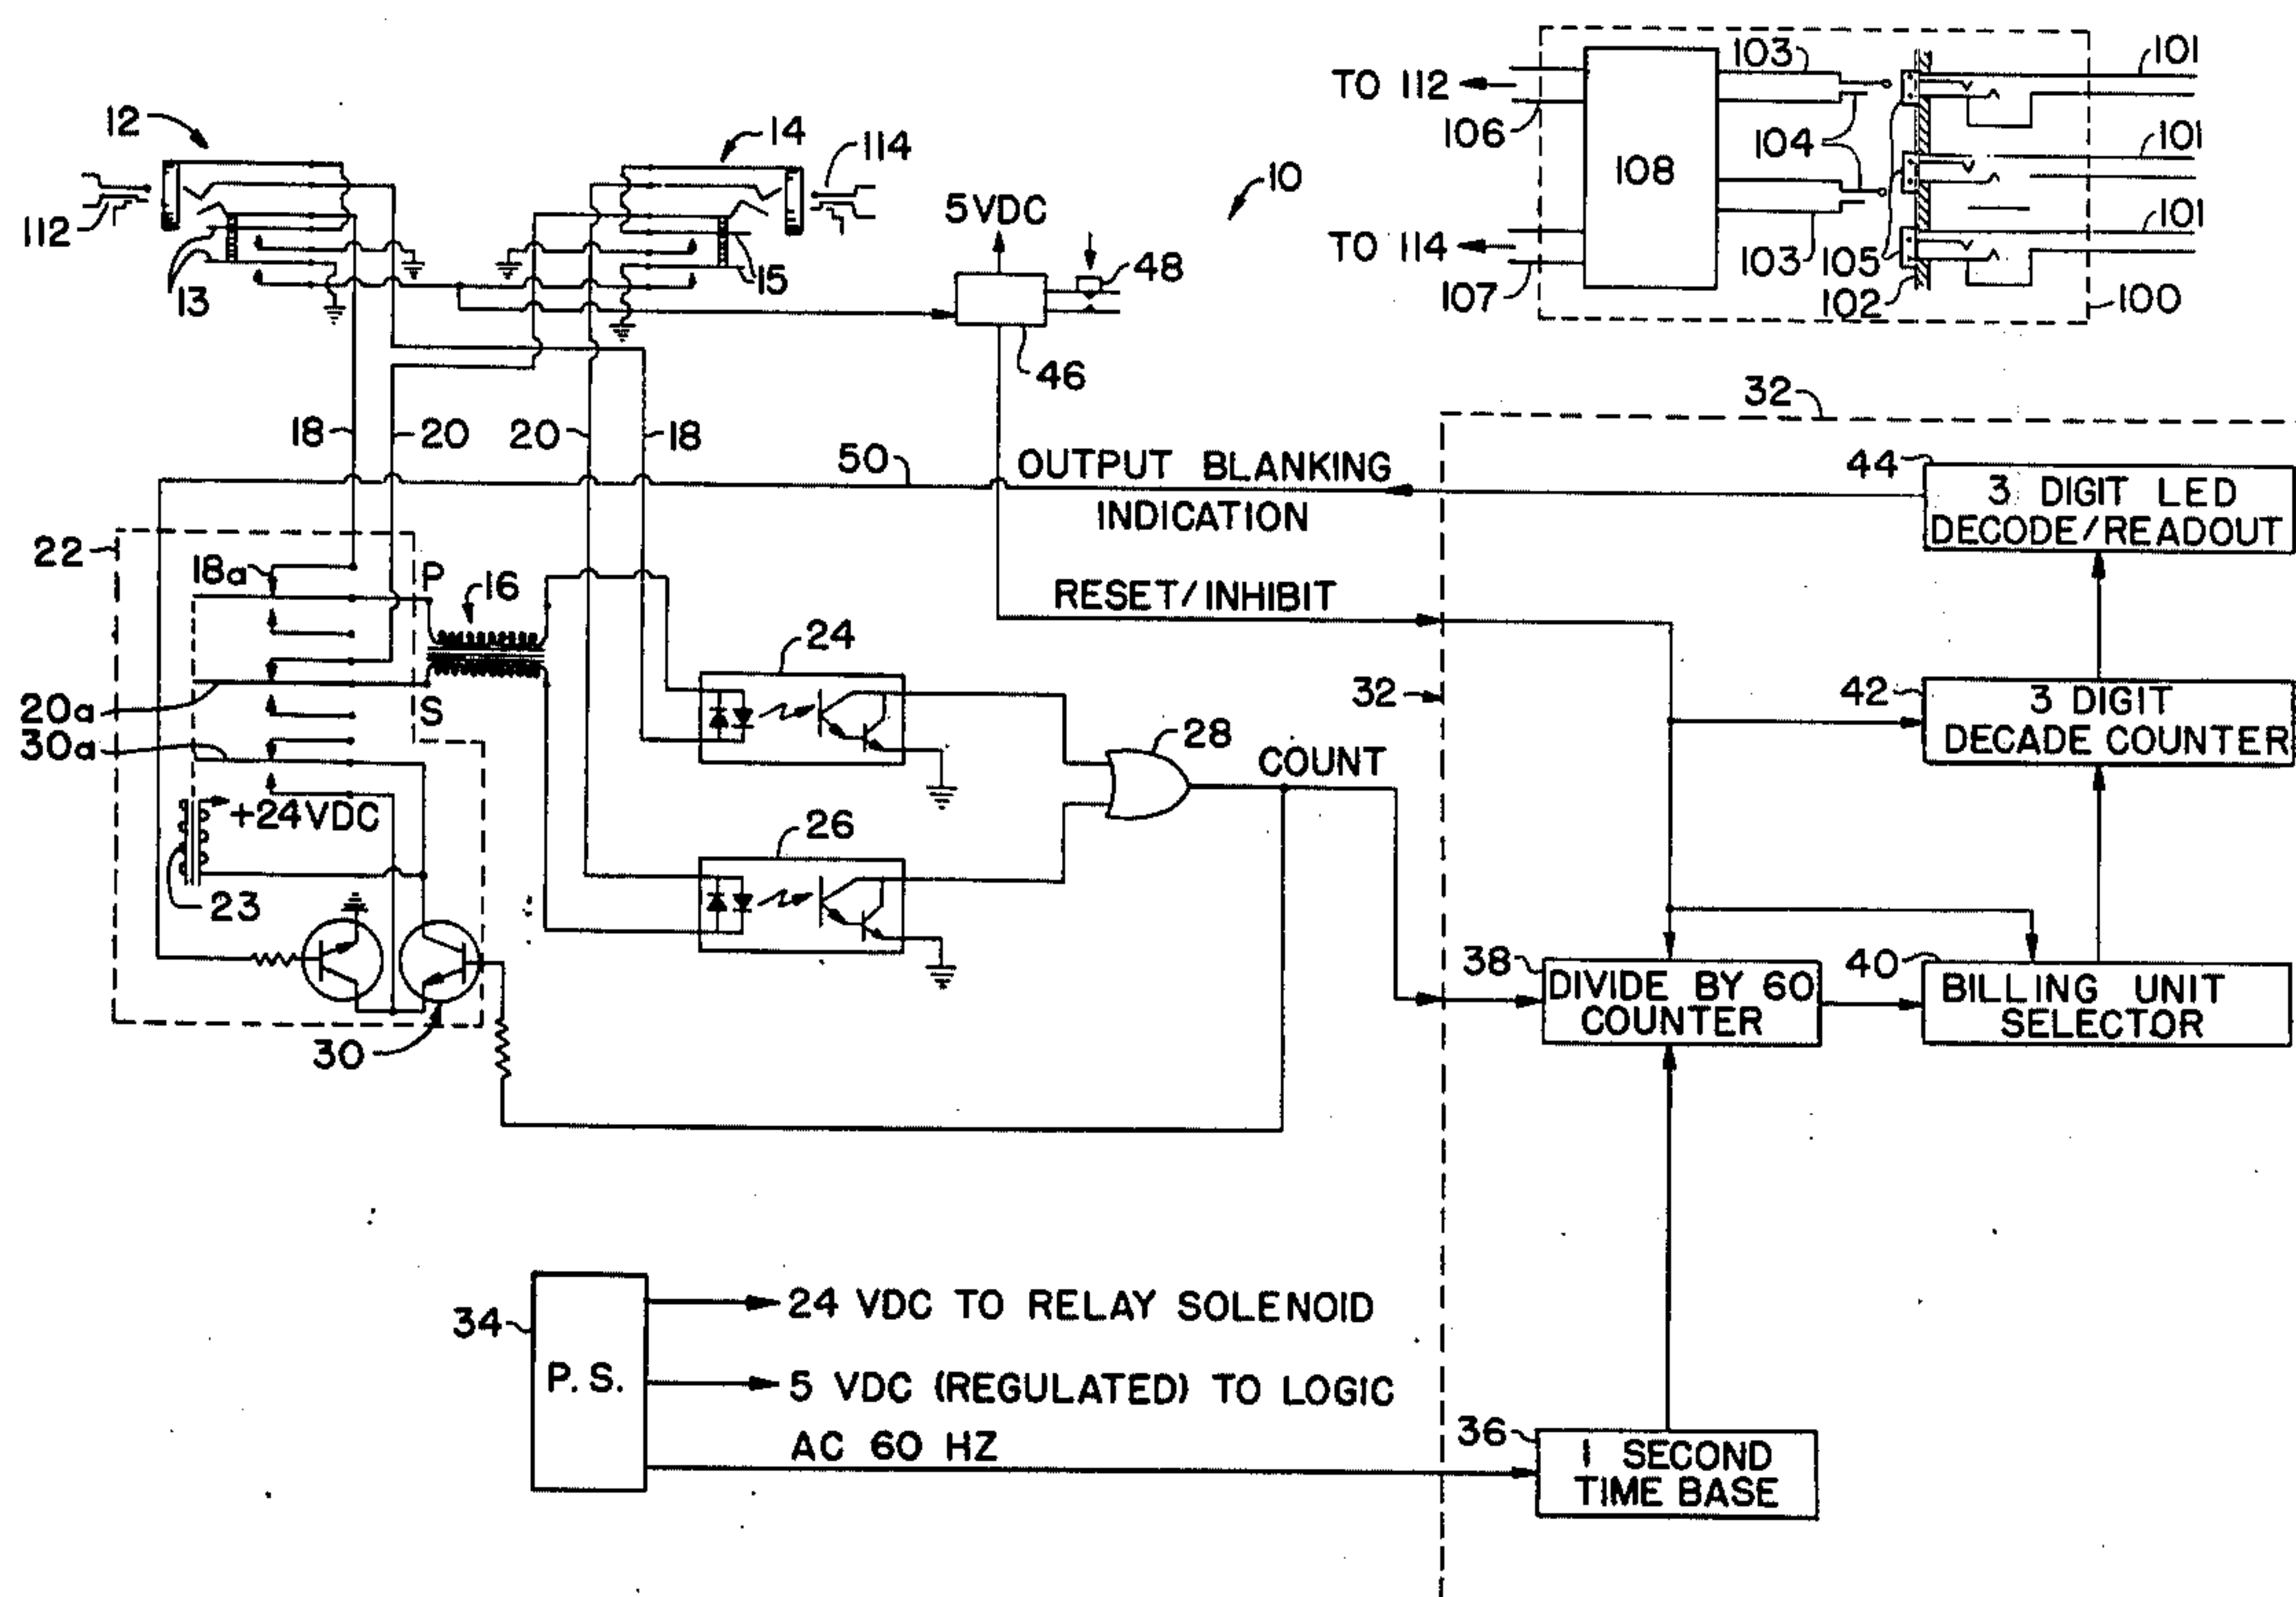 12
112
13
14
114
15
5VDC
48
46
10
TO 112
106
TO 114
107
108
103
104
103
105
102
101
101
101
100
18
20
20
18
50
OUTPUT BLANKING
INDICATION
RESET/INHIBIT
32
32
44
3 DIGIT LED
DECODE/READOUT
42
3 DIGIT
DECADE COUNTER
22
18a
P
16
20a
S
30a
+24VDC
23
30
24
26
28
COUNT
38
DIVIDE BY 60
COUNTER
40
BILLING UNIT
SELECTOR
34
P. S.
24 VDC TO RELAY SOLENOID
5 VDC (REGULATED) TO LOGIC
AC 60 HZ
36
1 SECOND
TIME BASE